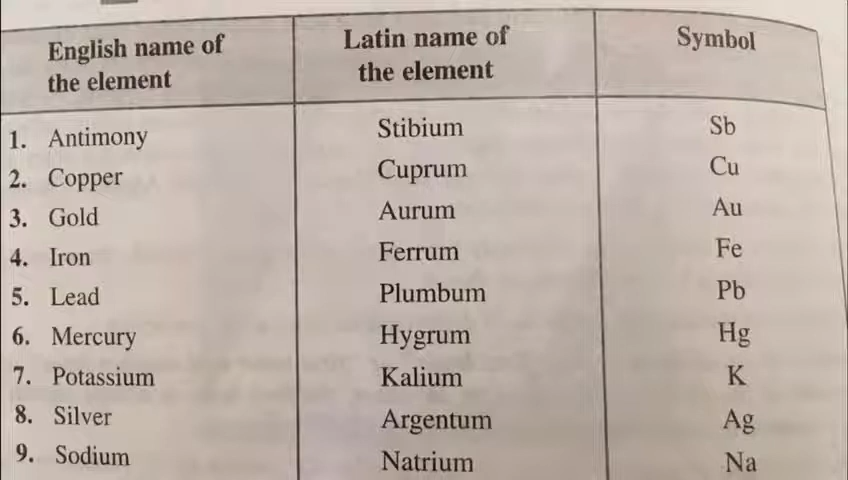 English name of the element | Latin name of the element | Symbol
1. Antimony Stibium Sb
2. Copper Cuprum Cu
3. Gold Aurum Au
4. Iron Ferrum Fe
5. Lead Plumbum Pb
6. Mercury Hygrum Hg
7. Potassium Kalium K
8. Silver Argentum Ag
9. Sodium Natrium Na